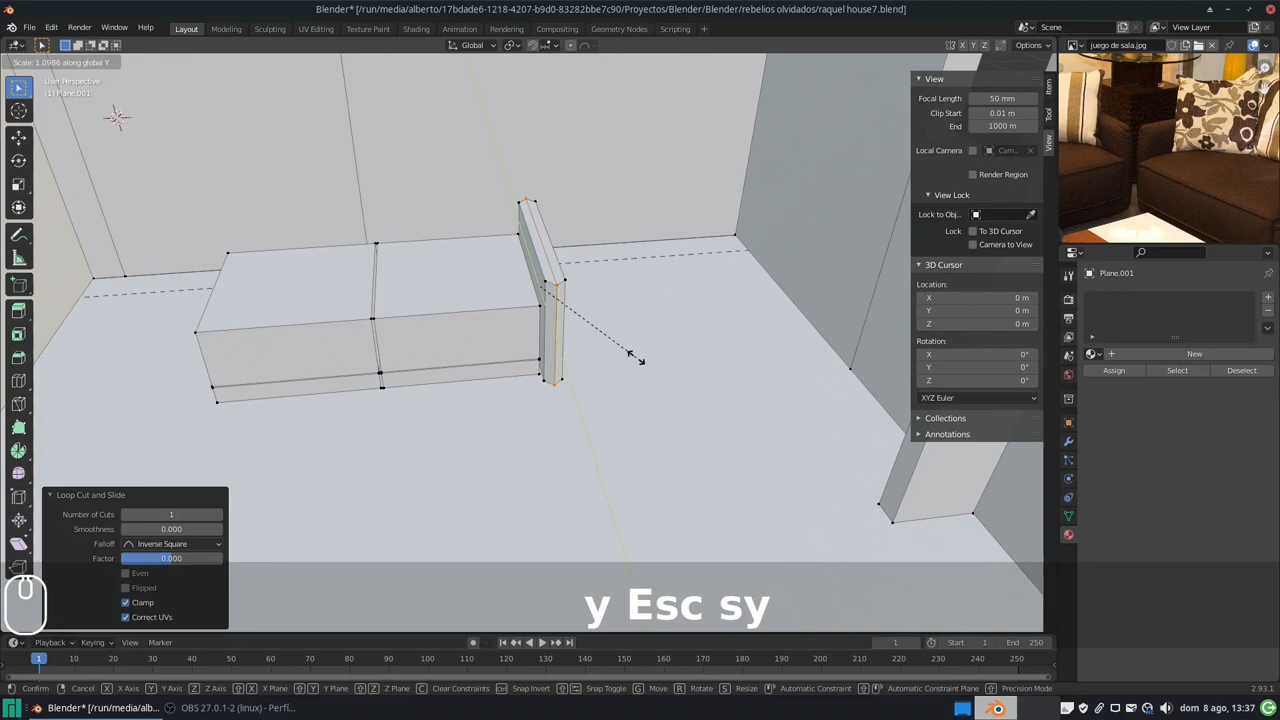 Blender* [/run/media/alberto/17bdade6-1218-4207-b9d0-83282bbe7c90/Proyectos/Blender/Blender/rebelios olvidados/raquel house7.blend]
File Edit Render Window Help Layout Modeling Sculpting UV Editing Texture Paint Shading Animation Rendering Compositing Geometry Nodes Scripting + Scene View Layer
Global X Y Z Options juego de sala.jpg
Scale: 1.0986 along global Y
User Perspective
(1) Plane.001
View
Focal Length 50 mm
Clip Start 0.01 m
End 1000 m
Local Camera Cam...
Render Region
View Lock
Lock to Obj...
Lock To 3D Cursor
Camera to View
3D Cursor
Location:
X 0 m
Y 0 m
Z 0 m
Rotation:
X 0°
Y 0°
Z 0°
XYZ Euler
Collections
Annotations
Item
Tool
View
Plane.001
New
Assign Select Deselect
Loop Cut and Slide
Number of Cuts 1
Smoothness 0.000
Falloff Inverse Square
Factor 0.000
Even
Flipped
Clamp
Correct UVs
y Esc sy
Playback Keying View Marker 1 Start 1 End 250
1 10 20 30 40 50 60 70 80 90 100 110 120 130 140 150 160 170 180 190 200 210 220 230 240 250
Confirm Cancel X X Axis Y Y Axis Z Z Axis X X Plane Y Y Plane Z Z Plane C Clear Constraints Snap Invert Snap Toggle G Move R Rotate S Resize Automatic Constraint Automatic Constraint Plane Precision Mode 2.93.1
Blender* [/run/media/alb... OBS 27.0.1-2 (linux) - Perfi... dom 8 ago, 13:37